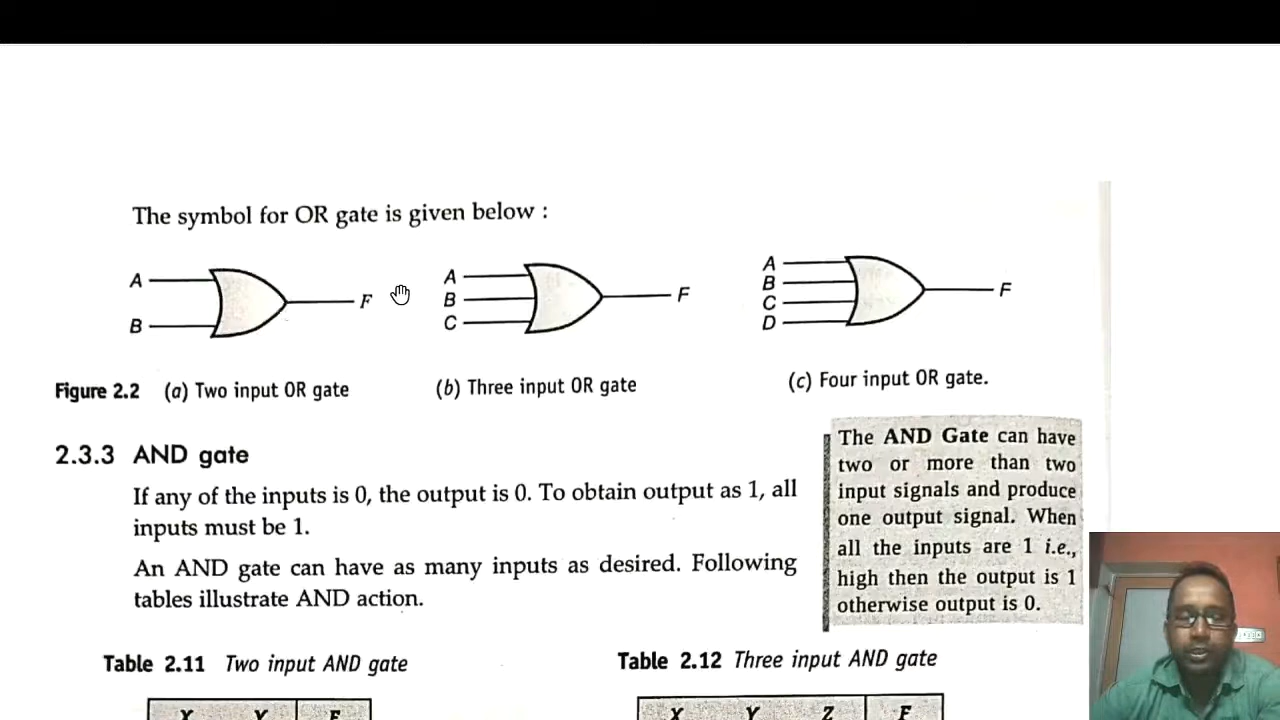 The symbol for OR gate is given below :
A
B
F
A
B
C
F
A
B
C
D
F
Figure 2.2 (a) Two input OR gate
(b) Three input OR gate
(c) Four input OR gate.
2.3.3 AND gate
If any of the inputs is 0, the output is 0. To obtain output as 1, all
inputs must be 1.
An AND gate can have as many inputs as desired. Following
tables illustrate AND action.
The AND Gate can have
two or more than two
input signals and produce
one output signal. When
all the inputs are 1 i.e.,
high then the output is 1
otherwise output is 0.
Table 2.11 Two input AND gate
Table 2.12 Three input AND gate
X Y F
X Y Z F